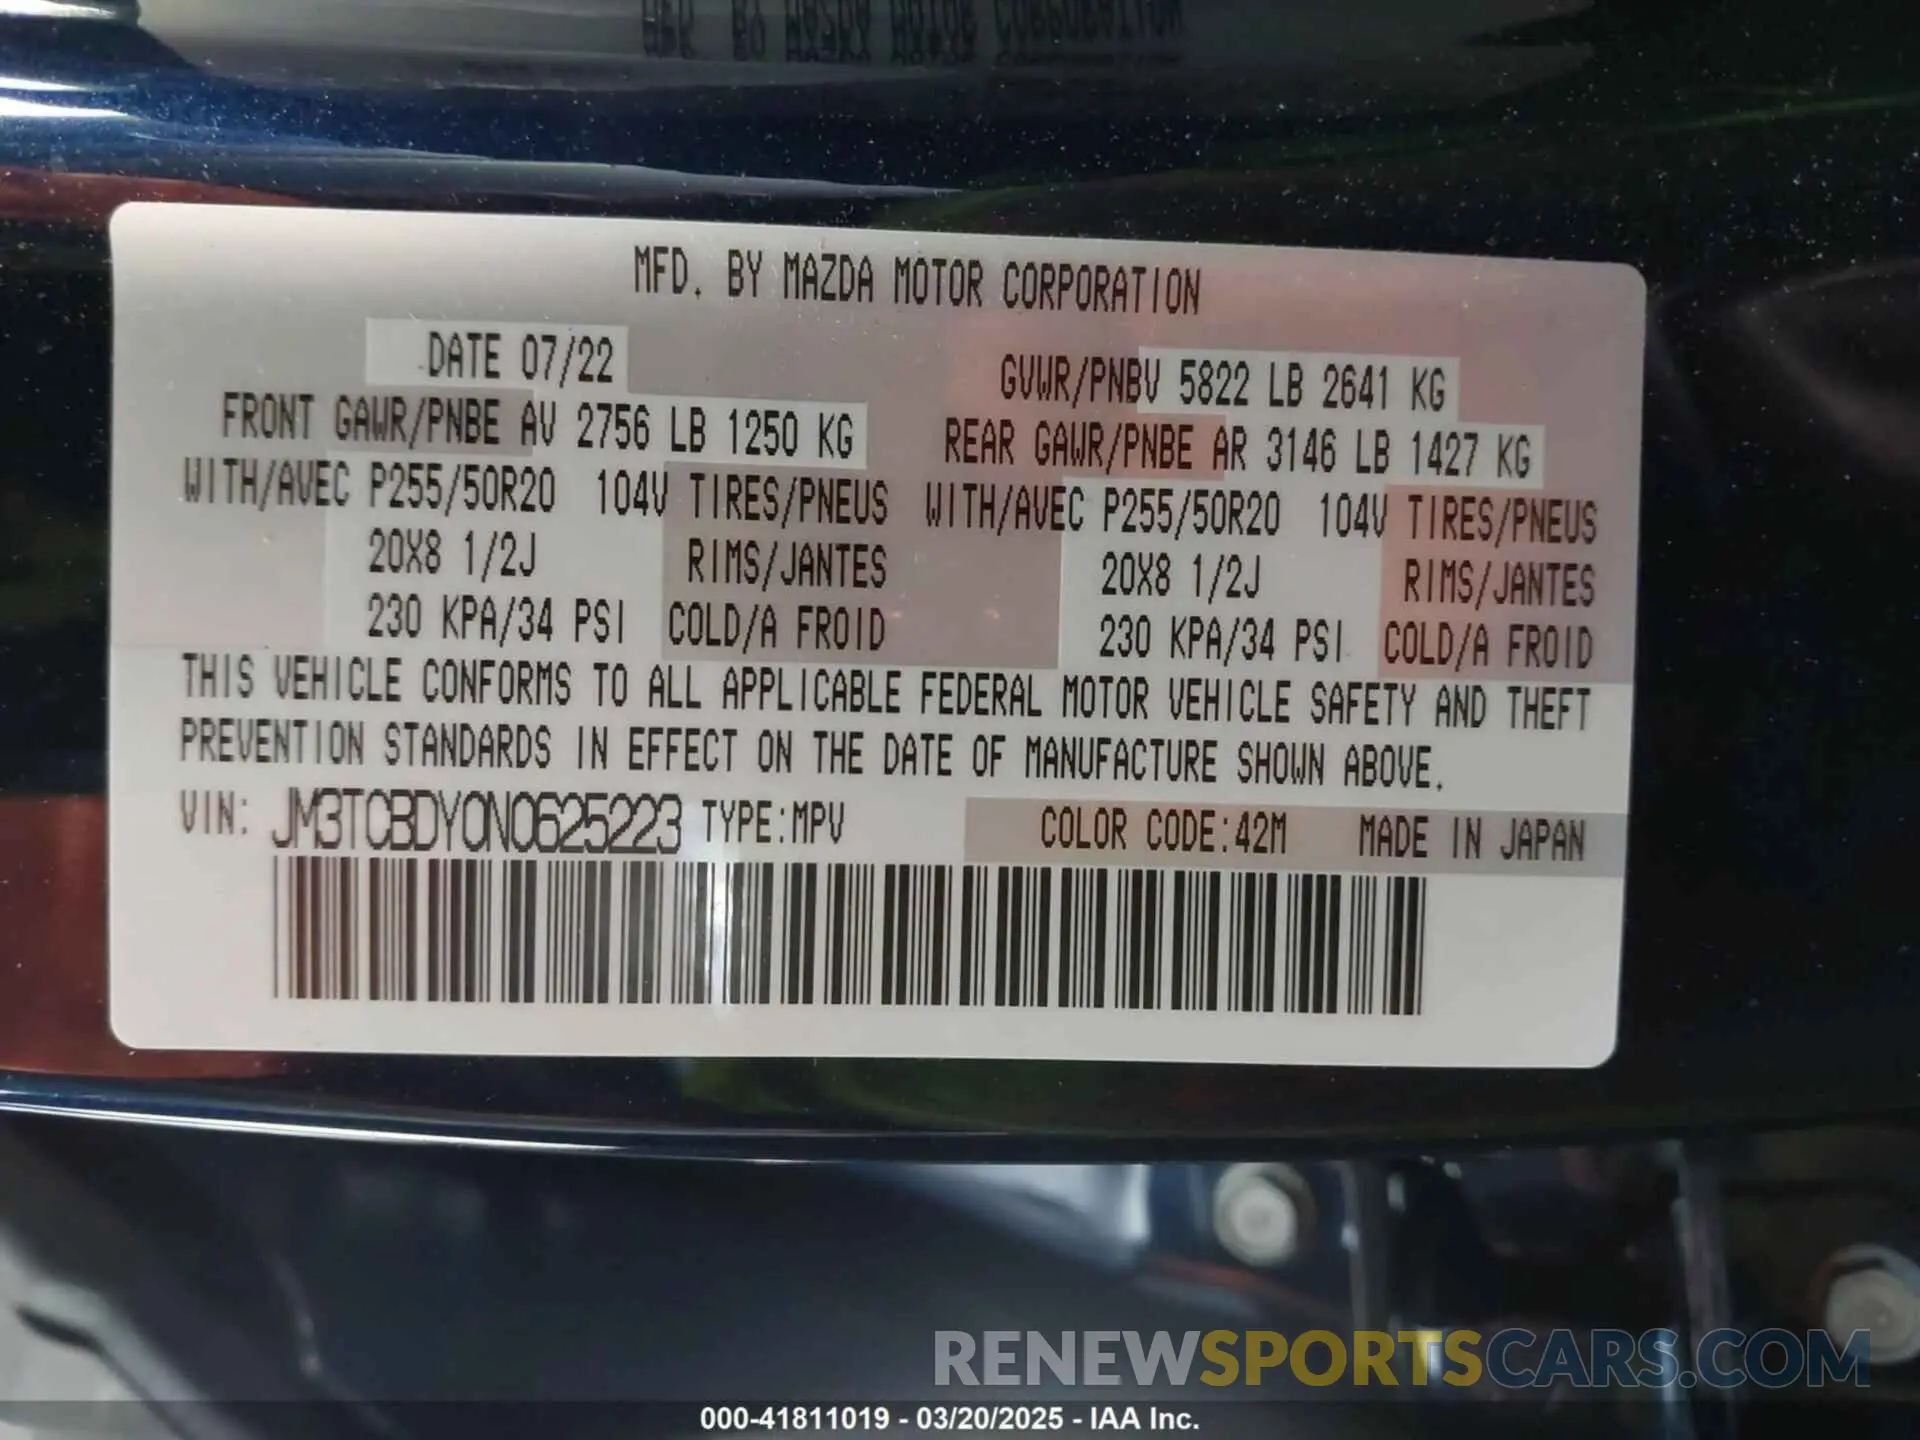 MFD. BY MAZDA MOTOR CORPORATION
DATE 07/22 GVWR/PNBV 5822 LB 2641 KG
FRONT GAWR/PNBE AV 2756 LB 1250 KG REAR GAWR/PNBE AR 3146 LB 1427 KG
WITH/AVEC P255/50R20 104V TIRES/PNEUS WITH/AVEC P255/50R20 104V TIRES/PNEUS
20X8 1/2J RIMS/JANTES 20X8 1/2J RIMS/JANTES
230 KPA/34 PSI COLD/A FROID 230 KPA/34 PSI COLD/A FROID
THIS VEHICLE CONFORMS TO ALL APPLICABLE FEDERAL MOTOR VEHICLE SAFETY AND THEFT
PREVENTION STANDARDS IN EFFECT ON THE DATE OF MANUFACTURE SHOWN ABOVE.
VIN: JM3TCBDY0N0625223 TYPE:MPV COLOR CODE:42M MADE IN JAPAN
RENEWSPORTSCARS.COM
000-41811019 - 03/20/2025 - IAA Inc.